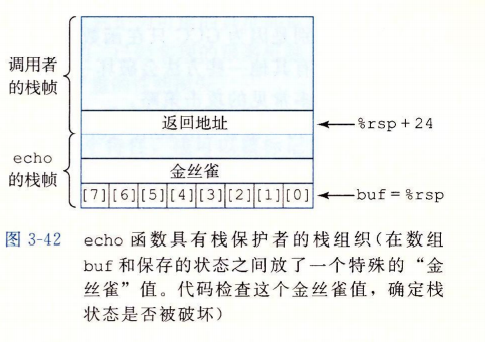 调用者
的栈帧
返回地址
%rsp+24
echo
的栈帧
金丝雀
[7][6][5][4][3][2][1][0]
buf=%rsp
图 3-42 echo 函数具有栈保护者的栈组织(在数组
buf 和保存的状态之间放了一个特殊的“金
丝雀”值。代码检查这个金丝雀值，确定栈
状态是否被破坏)